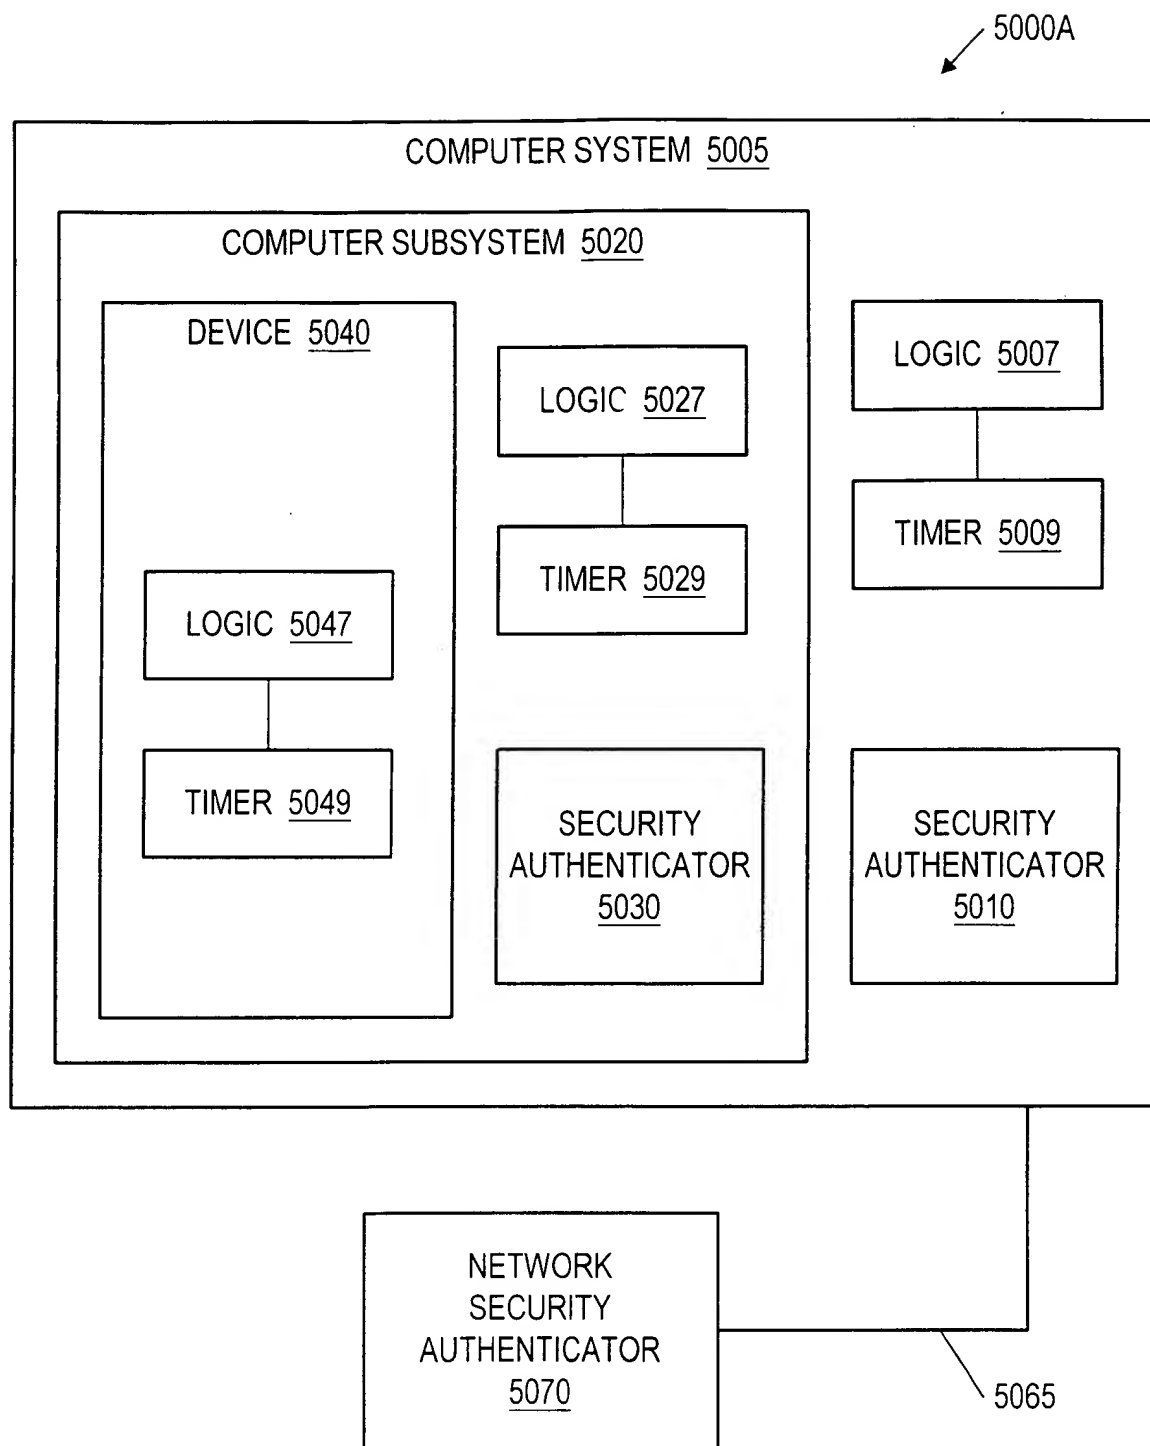 5000A
COMPUTER SYSTEM 5005
COMPUTER SUBSYSTEM 5020
DEVICE 5040
LOGIC 5027
LOGIC 5007
TIMER 5029
TIMER 5009
LOGIC 5047
TIMER 5049
SECURITY
AUTHENTICATOR
5030
SECURITY
AUTHENTICATOR
5010
NETWORK
SECURITY
AUTHENTICATOR
5070
5065